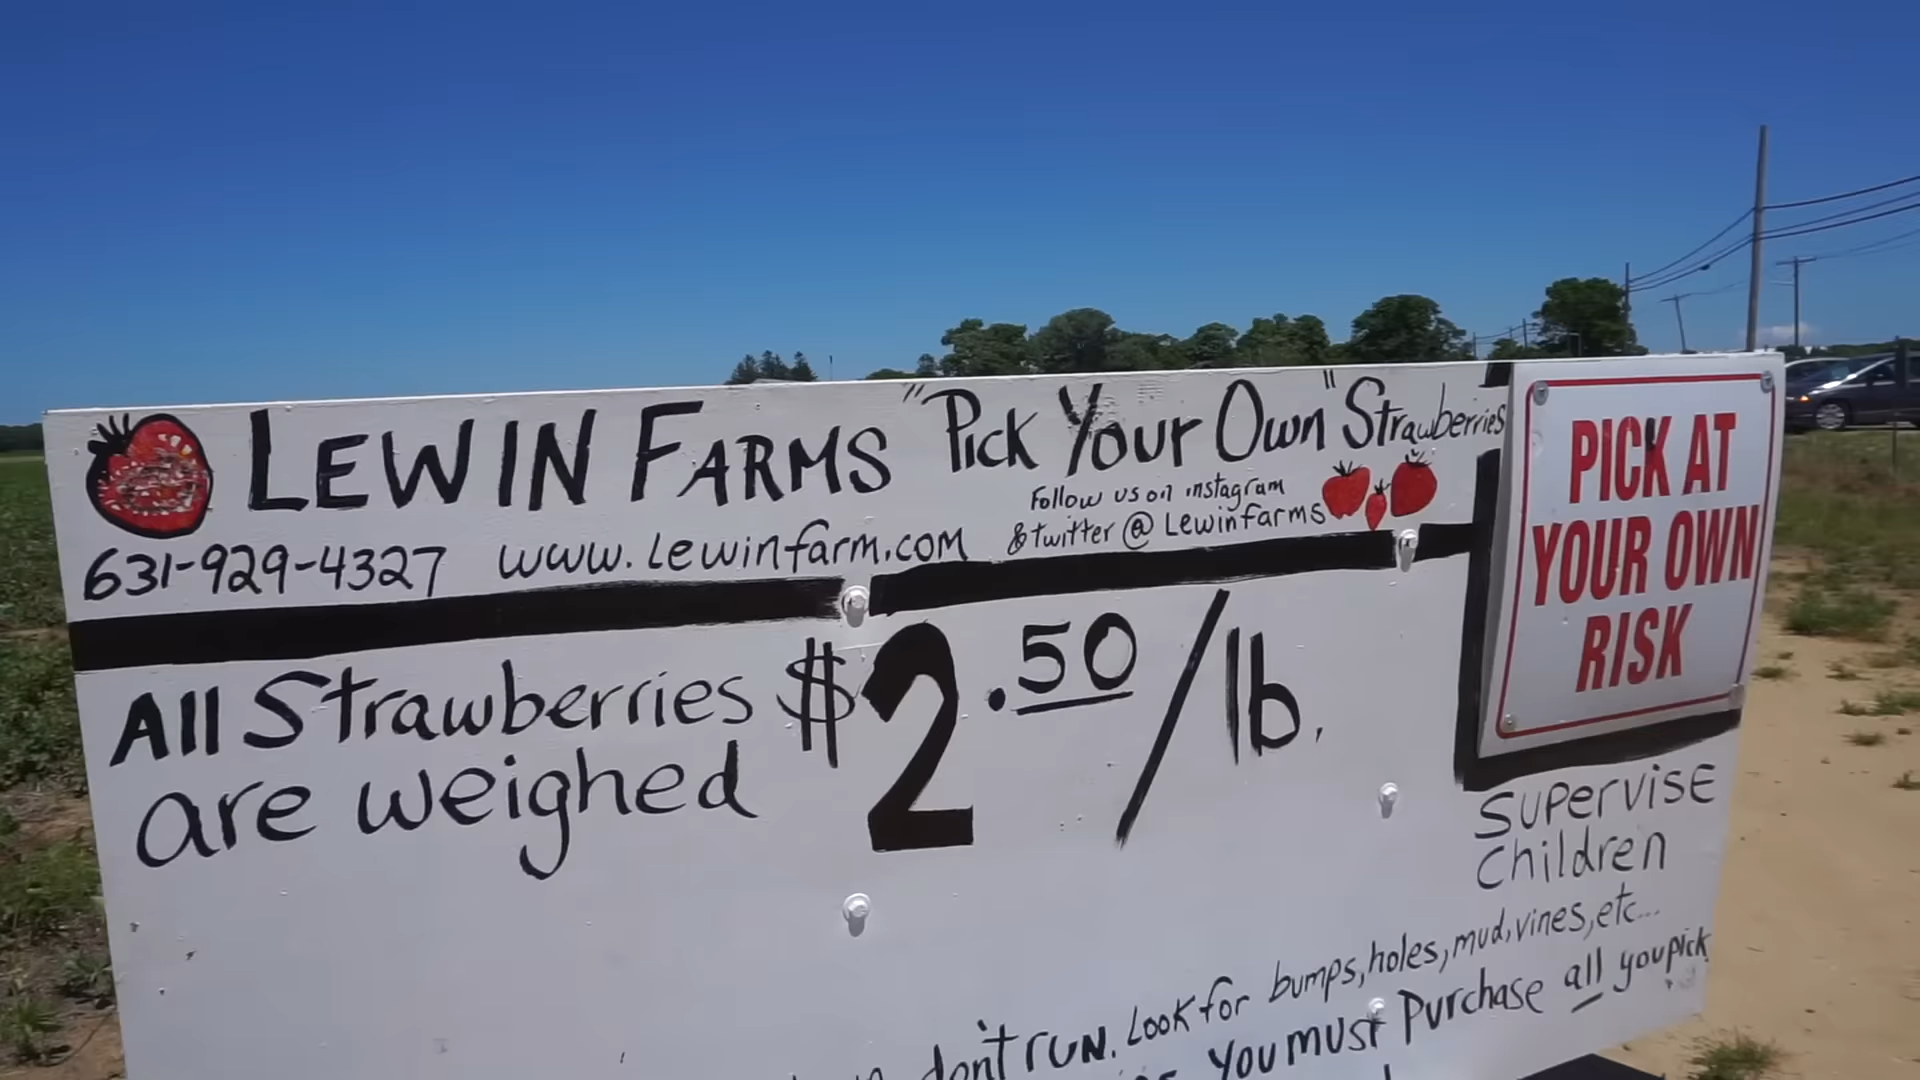 LEWIN FARMS "Pick Your Own" Strawberries
Follow us on instagram
& twitter @ Lewinfarms
631-929-4327 www.lewinfarm.com
PICK AT
YOUR OWN
RISK
All Strawberries
are weighed
$2.50/lb.
Supervise
Children
don't RUN. Look for bumps, holes, mud, vines, etc...
You must Purchase all you pick